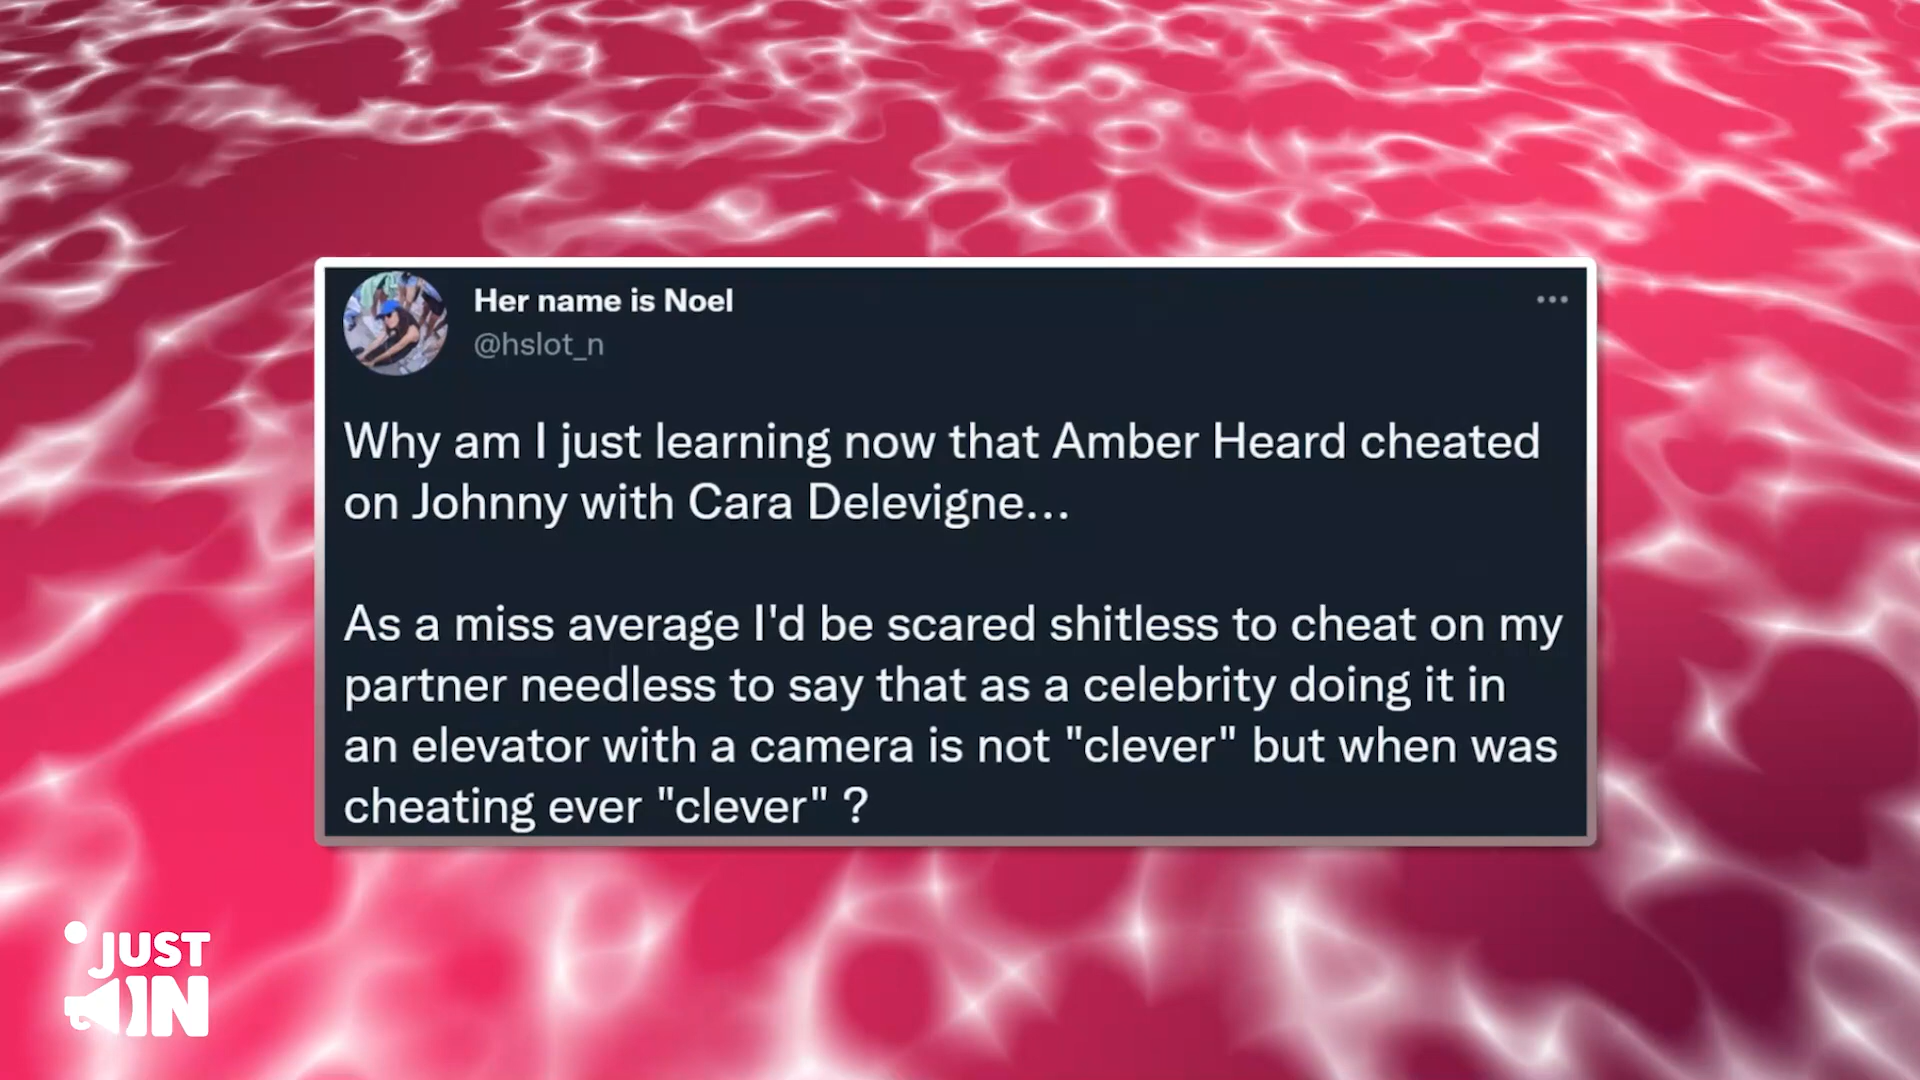 Her name is Noel
@hslot_n
Why am I just learning now that Amber Heard cheated
on Johnny with Cara Delevigne...
As a miss average I'd be scared shitless to cheat on my
partner needless to say that as a celebrity doing it in
an elevator with a camera is not "clever" but when was
cheating ever "clever" ?
JUST
IN